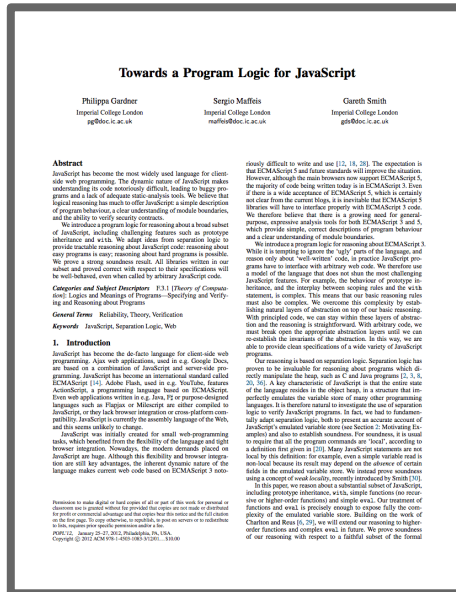 Towards a Program Logic for JavaScript
Philippa Gardner
Imperial College London
pg@doc.ic.ac.uk
Sergio Maffeis
Imperial College London
maffeis@doc.ic.ac.uk
Gareth Smith
Imperial College London
gds@doc.ic.ac.uk
Abstract
JavaScript has become the most widely used language for client-
side web programming. The dynamic nature of JavaScript makes
understanding its code notoriously difficult, leading to buggy pro-
grams and a lack of adequate static-analysis tools. We believe that
logical reasoning has much to offer JavaScript: a simple description
of program behaviour, a clear understanding of module boundaries,
and the ability to verify security contracts.
We introduce a program logic for reasoning about a broad subset
of JavaScript, including challenging features such as prototype
inheritance and with. We adapt ideas from separation logic to
provide tractable reasoning about JavaScript code: reasoning about
easy programs is easy; reasoning about hard programs is possible.
We prove a strong soundness result. All libraries written in our
subset and proved correct with respect to their specifications will
be well-behaved, even when called by arbitrary JavaScript code.
Categories and Subject Descriptors F.3.1 [Theory of Computa-
tion]: Logics and Meanings of Programs—Specifying and Verify-
ing and Reasoning about Programs
General Terms Reliability, Theory, Verification
Keywords JavaScript, Separation Logic, Web
1. Introduction
JavaScript has become the de-facto language for client-side web
programming. Ajax web applications, used in e.g. Google Docs,
are based on a combination of JavaScript and server-side pro-
gramming. JavaScript has become an international standard called
ECMAScript [14]. Adobe Flash, used in e.g. YouTube, features
ActionScript, a programming language based on ECMAScript.
Even web applications written in e.g. Java, F♯ or purpose-designed
languages such as Flapjax or Milescript are either compiled to
JavaScript, or they lack browser integration or cross-platform com-
patibility. JavaScript is currently the assembly language of the Web,
and this seems unlikely to change.
JavaScript was initially created for small web-programming
tasks, which benefited from the flexibility of the language and tight
browser integration. Nowadays, the modern demands placed on
JavaScript are huge. Although this flexibility and browser integra-
tion are still key advantages, the inherent dynamic nature of the
language makes current web code based on ECMAScript 3 noto-
Permission to make digital or hard copies of all or part of this work for personal or
classroom use is granted without fee provided that copies are not made or distributed
for profit or commercial advantage and that copies bear this notice and the full citation
on the first page. To copy otherwise, to republish, to post on servers or to redistribute
to lists, requires prior specific permission and/or a fee.
POPL'12, January 25–27, 2012, Philadelphia, PA, USA.
Copyright © 2012 ACM 978-1-4503-1083-3/12/01...$10.00
riously difficult to write and use [12, 18, 28]. The expectation is
that ECMAScript 5 and future standards will improve the situation.
However, although the main browsers now support ECMAScript 5,
the majority of code being written today is in ECMAScript 3. Even
if there is a wide acceptance of ECMAScript 5, which is certainly
not clear from the current blogs, it is inevitable that ECMAScript 5
libraries will have to interface properly with ECMAScript 3 code.
We therefore believe that there is a growing need for general-
purpose, expressive analysis tools for both ECMAScript 3 and 5,
which provide simple, correct descriptions of program behaviour
and a clear understanding of module boundaries.
We introduce a program logic for reasoning about ECMAScript 3.
While it is tempting to ignore the 'ugly' parts of the language, and
reason only about 'well-written' code, in practice JavaScript pro-
grams have to interface with arbitrary web code. We therefore use
a model of the language that does not shun the most challenging
JavaScript features. For example, the behaviour of prototype in-
heritance, and the interplay between scoping rules and the with
statement, is complex. This means that our basic reasoning rules
must also be complex. We overcome this complexity by estab-
lishing natural layers of abstraction on top of our basic reasoning.
With principled code, we can stay within these layers of abstrac-
tion and the reasoning is straightforward. With arbitrary code, we
must break open the appropriate abstraction layers until we can
re-establish the invariants of the abstraction. In this way, we are
able to provide clean specifications of a wide variety of JavaScript
programs.
Our reasoning is based on separation logic. Separation logic has
proven to be invaluable for reasoning about programs which di-
rectly manipulate the heap, such as C and Java programs [2, 3, 8,
20, 36]. A key characteristic of JavaScript is that the entire state
of the language resides in the object heap, in a structure that im-
perfectly emulates the variable store of many other programming
languages. It is therefore natural to investigate the use of separation
logic to verify JavaScript programs. In fact, we had to fundamen-
tally adapt separation logic, both to present an accurate account of
JavaScript's emulated variable store (see Section 2: Motivating Ex-
amples) and also to establish soundness. For soundness, it is usual
to require that all the program commands are 'local', according to
a definition first given in [20]. Many JavaScript statements are not
local by this definition: for example, even a simple variable read is
non-local because its result may depend on the absence of certain
fields in the emulated variable store. We instead prove soundness
using a concept of weak locality, recently introduced by Smith [30].
In this paper, we reason about a substantial subset of JavaScript,
including prototype inheritance, with, simple functions (no recur-
sive or higher-order functions) and simple eval. Our treatment of
functions and eval is precisely enough to expose fully the com-
plexity of the emulated variable store. Building on the work of
Charlton and Reus [6, 29], we will extend our reasoning to higher-
order functions and complex eval in future. We prove soundness
of our reasoning with respect to a faithful subset of the formal